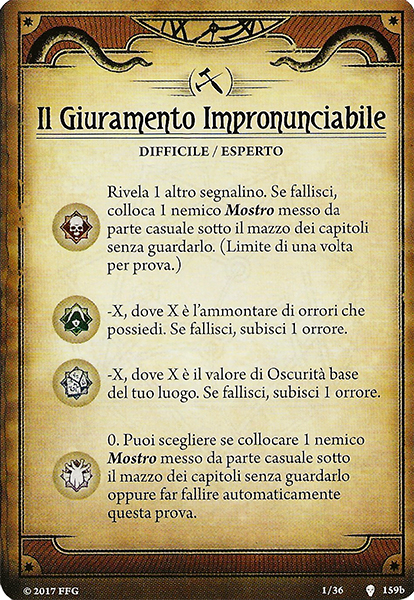 Il Giuramento Impronunciabile
DIFFICILE / ESPERTO
Rivela 1 altro segnalino. Se fallisci,
colloca 1 nemico Mostro messo da
parte casuale sotto il mazzo dei capitoli
senza guardarlo. (Limite di una volta
per prova.)
-X, dove X è l'ammontare di orrori che
possiedi. Se fallisci, subisci 1 orrore.
-X, dove X è il valore di Oscurità base
del tuo luogo. Se fallisci, subisci 1 orrore.
0. Puoi scegliere se collocare 1 nemico
Mostro messo da parte casuale sotto
il mazzo dei capitoli senza guardarlo
oppure far fallire automaticamente
questa prova.
© 2017 FFG
1/36
159b